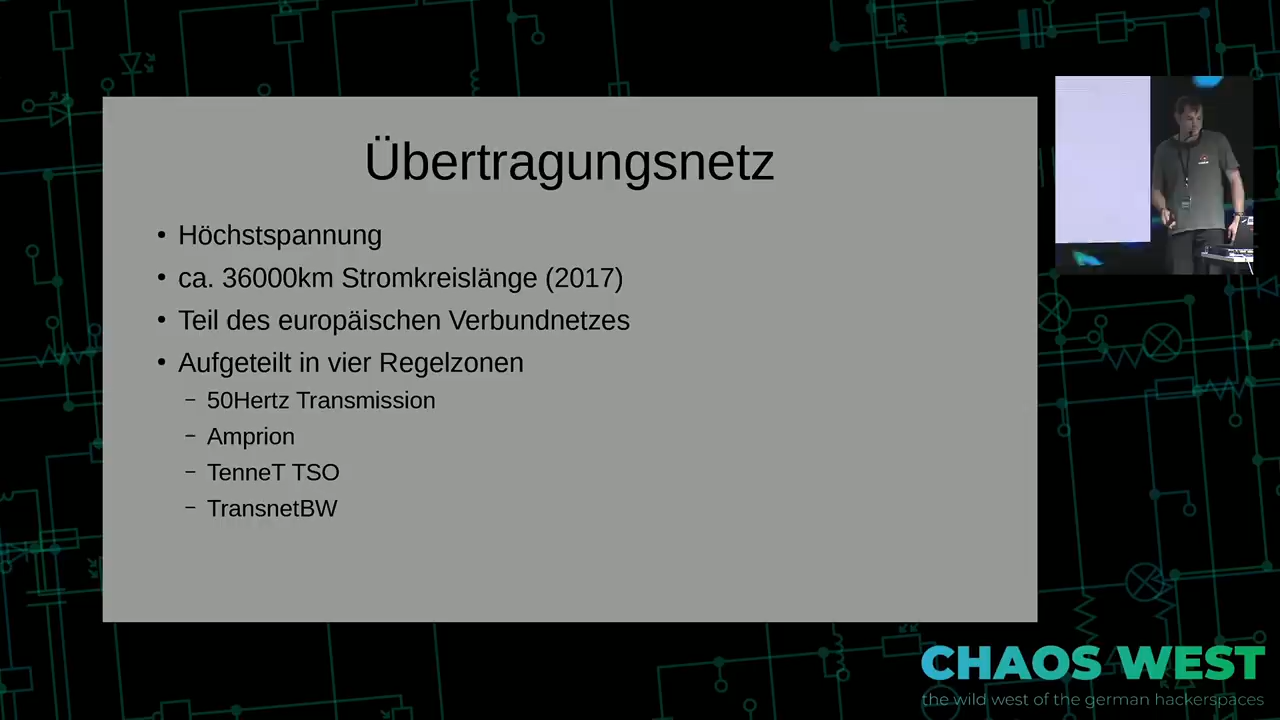 Übertragungsnetz
• Höchstspannung
• ca. 36000km Stromkreislänge (2017)
• Teil des europäischen Verbundnetzes
• Aufgeteilt in vier Regelzonen
– 50Hertz Transmission
– Amprion
– TenneT TSO
– TransnetBW
CHAOS WEST
the wild west of the german hackerspaces